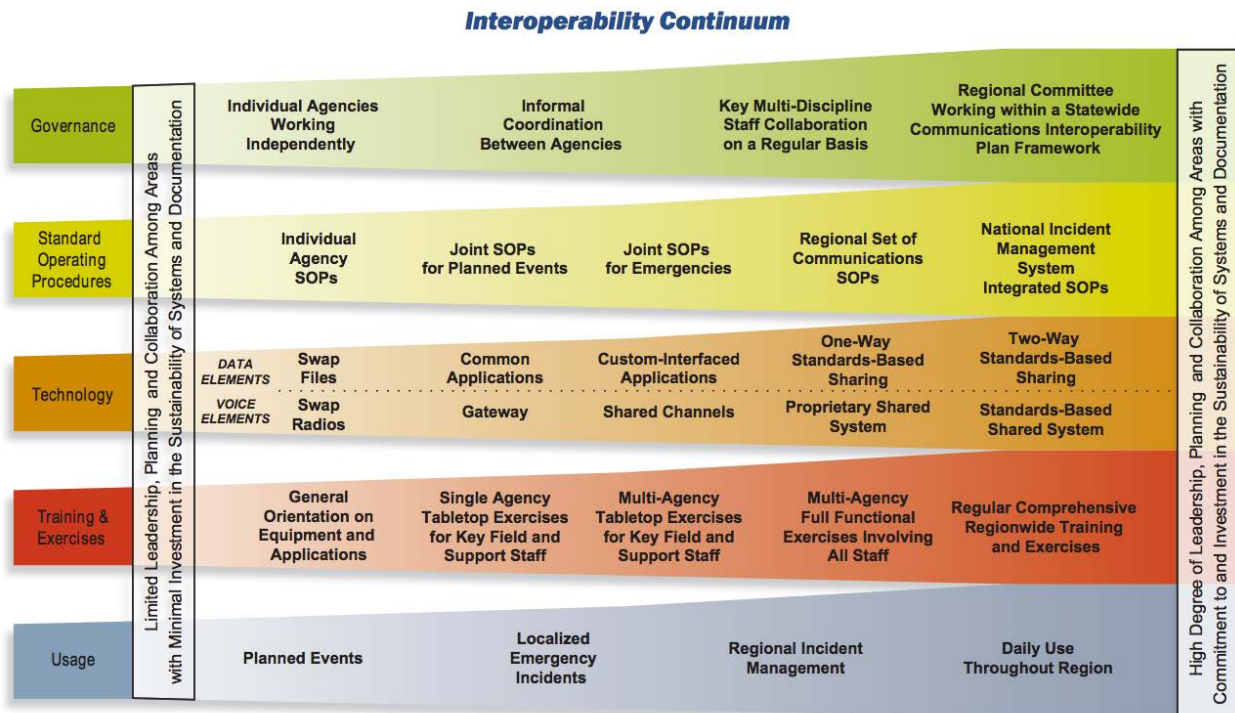 Interoperability Continuum
Limited Leadership, Planning and Collaboration Among Areas
with Minimal Investment in the Sustainability of Systems and Documentation
Governance
Individual Agencies
Working
Independently
Informal
Coordination
Between Agencies
Key Multi-Discipline
Staff Collaboration
on a Regular Basis
Regional Committee
Working within a Statewide
Communications Interoperability
Plan Framework
Standard
Operating
Procedures
Individual
Agency
SOPs
Joint SOPs
for Planned Events
Joint SOPs
for Emergencies
Regional Set of
Communications
SOPs
National Incident
Management
System
Integrated SOPs
Technology
DATA
ELEMENTS
Swap
Files
Common
Applications
Custom-Interfaced
Applications
One-Way
Standards-Based
Sharing
Two-Way
Standards-Based
Sharing
VOICE
ELEMENTS
Swap
Radios
Gateway
Shared Channels
Proprietary Shared
System
Standards-Based
Shared System
Training &
Exercises
General
Orientation on
Equipment and
Applications
Single Agency
Tabletop Exercises
for Key Field and
Support Staff
Multi-Agency
Tabletop Exercises
for Key Field and
Support Staff
Multi-Agency
Full Functional
Exercises Involving
All Staff
Regular Comprehensive
Regionwide Training
and Exercises
Usage
Planned Events
Localized
Emergency
Incidents
Regional Incident
Management
Daily Use
Throughout Region
High Degree of Leadership, Planning and Collaboration Among Areas with
Commitment to and Investment in the Sustainability of Systems and Documentation